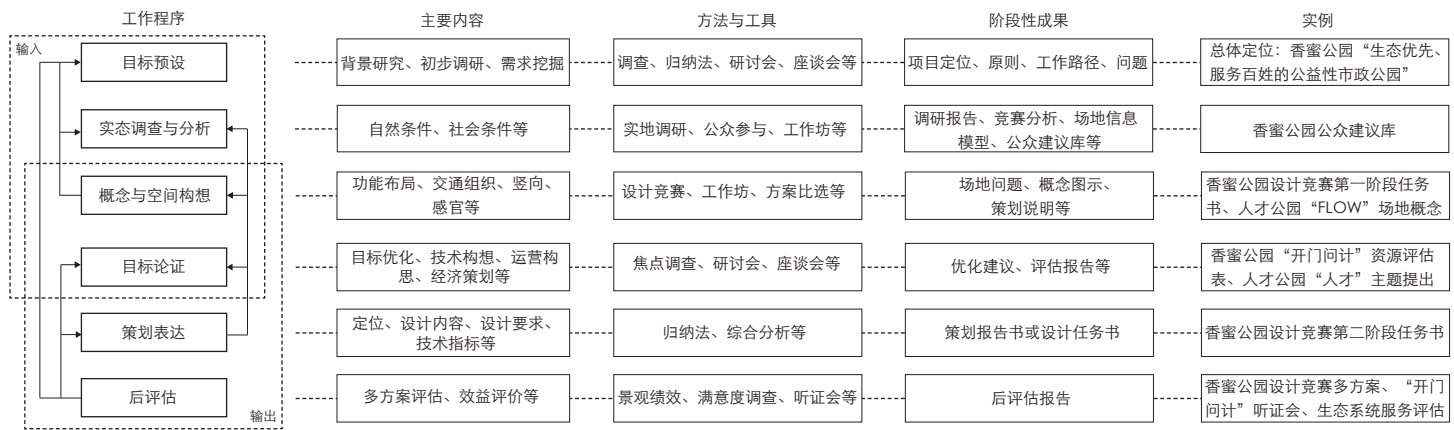 工作程序
主要内容
方法与工具
阶段性成果
实例
输入
目标预设
背景研究、初步调研、需求挖掘
调查、归纳法、研讨会、座谈会等
项目定位、原则、工作路径、问题
总体定位：香蜜公园“生态优先、
服务百姓的公益性市政公园”
实态调查与分析
自然条件、社会条件等
实地调研、公众参与、工作坊等
调研报告、竞赛分析、场地信息
模型、公众建议库等
香蜜公园公众建议库
概念与空间构想
功能布局、交通组织、竖向、
感官等
设计竞赛、工作坊、方案比选等
场地问题、概念图示、
策划说明等
香蜜公园设计竞赛第一阶段任务
书、人才公园“FLOW”场地概念
目标论证
目标优化、技术构想、运营构
思、经济策划等
焦点调查、研讨会、座谈会等
优化建议、评估报告等
香蜜公园“开门问计”资源评估
表、人才公园“人才”主题提出
策划表达
定位、设计内容、设计要求、
技术指标等
归纳法、综合分析等
策划报告书或设计任务书
香蜜公园设计竞赛第二阶段任务书
后评估
多方案评估、效益评价等
景观绩效、满意度调查、听证会等
后评估报告
香蜜公园设计竞赛多方案、“开门
问计”听证会、生态系统服务评估
输出